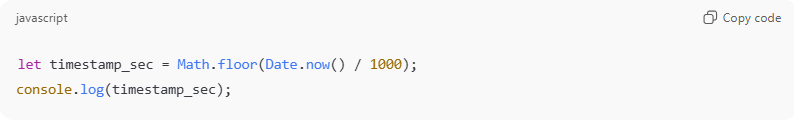 javascript
Copy code
let timestamp_sec = Math.floor(Date.now() / 1000);
console.log(timestamp_sec);